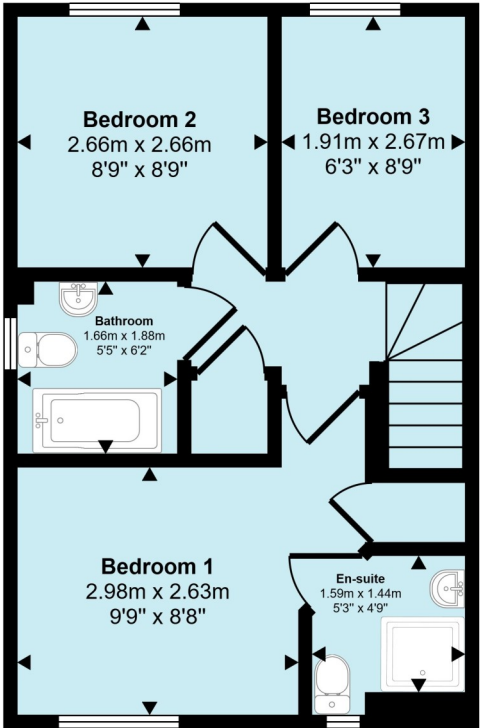 Bedroom 2
2.66m x 2.66m
8'9" x 8'9"
Bedroom 3
1.91m x 2.67m
6'3" x 8'9"
Bathroom
1.66m x 1.88m
5'5" x 6'2"
Bedroom 1
2.98m x 2.63m
9'9" x 8'8"
En-suite
1.59m x 1.44m
5'3" x 4'9"